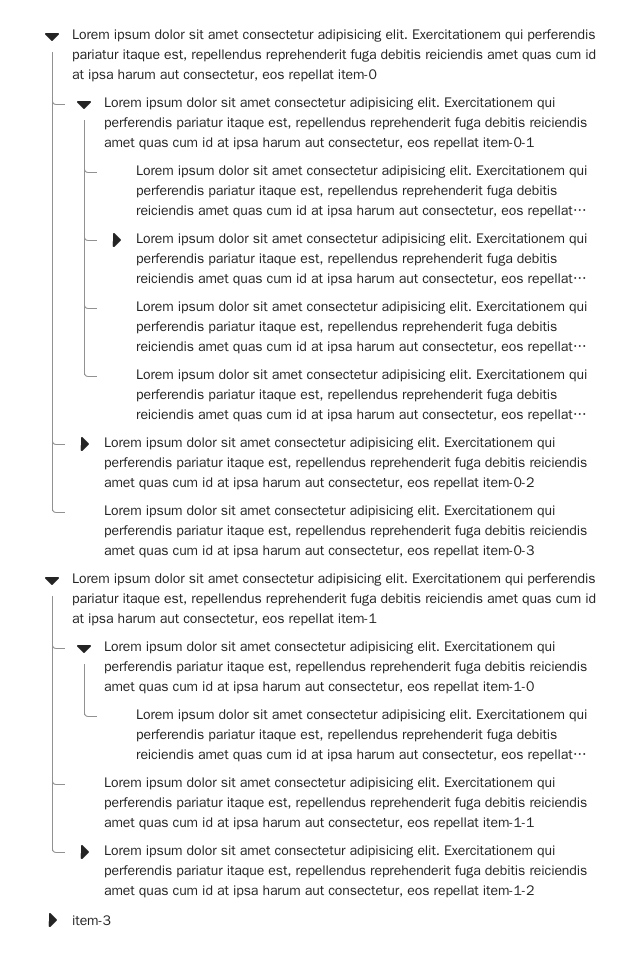 Lorem ipsum dolor sit amet consectetur adipisicing elit. Exercitationem qui perferendis
pariatur itaque est, repellendus reprehenderit fuga debitis reiciendis amet quas cum id
at ipsa harum aut consectetur, eos repellat item-0
Lorem ipsum dolor sit amet consectetur adipisicing elit. Exercitationem qui
perferendis pariatur itaque est, repellendus reprehenderit fuga debitis reiciendis
amet quas cum id at ipsa harum aut consectetur, eos repellat item-0-1
Lorem ipsum dolor sit amet consectetur adipisicing elit. Exercitationem qui
perferendis pariatur itaque est, repellendus reprehenderit fuga debitis
reiciendis amet quas cum id at ipsa harum aut consectetur, eos repellat…
Lorem ipsum dolor sit amet consectetur adipisicing elit. Exercitationem qui
perferendis pariatur itaque est, repellendus reprehenderit fuga debitis
reiciendis amet quas cum id at ipsa harum aut consectetur, eos repellat…
Lorem ipsum dolor sit amet consectetur adipisicing elit. Exercitationem qui
perferendis pariatur itaque est, repellendus reprehenderit fuga debitis
reiciendis amet quas cum id at ipsa harum aut consectetur, eos repellat…
Lorem ipsum dolor sit amet consectetur adipisicing elit. Exercitationem qui
perferendis pariatur itaque est, repellendus reprehenderit fuga debitis
reiciendis amet quas cum id at ipsa harum aut consectetur, eos repellat…
Lorem ipsum dolor sit amet consectetur adipisicing elit. Exercitationem qui
perferendis pariatur itaque est, repellendus reprehenderit fuga debitis reiciendis
amet quas cum id at ipsa harum aut consectetur, eos repellat item-0-2
Lorem ipsum dolor sit amet consectetur adipisicing elit. Exercitationem qui
perferendis pariatur itaque est, repellendus reprehenderit fuga debitis reiciendis
amet quas cum id at ipsa harum aut consectetur, eos repellat item-0-3
Lorem ipsum dolor sit amet consectetur adipisicing elit. Exercitationem qui perferendis
pariatur itaque est, repellendus reprehenderit fuga debitis reiciendis amet quas cum id
at ipsa harum aut consectetur, eos repellat item-1
Lorem ipsum dolor sit amet consectetur adipisicing elit. Exercitationem qui
perferendis pariatur itaque est, repellendus reprehenderit fuga debitis reiciendis
amet quas cum id at ipsa harum aut consectetur, eos repellat item-1-0
Lorem ipsum dolor sit amet consectetur adipisicing elit. Exercitationem qui
perferendis pariatur itaque est, repellendus reprehenderit fuga debitis
reiciendis amet quas cum id at ipsa harum aut consectetur, eos repellat…
Lorem ipsum dolor sit amet consectetur adipisicing elit. Exercitationem qui
perferendis pariatur itaque est, repellendus reprehenderit fuga debitis reiciendis
amet quas cum id at ipsa harum aut consectetur, eos repellat item-1-1
Lorem ipsum dolor sit amet consectetur adipisicing elit. Exercitationem qui
perferendis pariatur itaque est, repellendus reprehenderit fuga debitis reiciendis
amet quas cum id at ipsa harum aut consectetur, eos repellat item-1-2
item-3